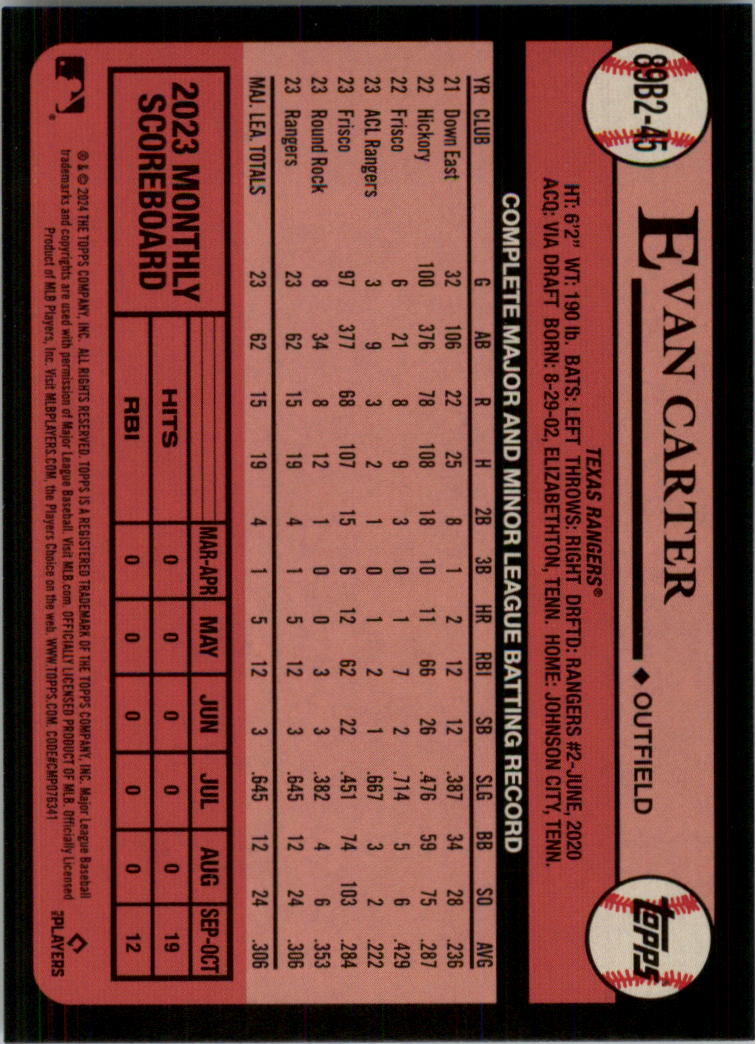 89B2-45
EVAN CARTER
◆ OUTFIELD
topps
TEXAS RANGERS®
HT: 6'2" WT: 190 lb. BATS: LEFT THROWS: RIGHT DRFTD: RANGERS #2-JUNE, 2020
ACQ: VIA DRAFT BORN: 8-29-02, ELIZABETHTON, TENN. HOME: JOHNSON CITY, TENN.
COMPLETE MAJOR AND MINOR LEAGUE BATTING RECORD
YR CLUB G AB R H 2B 3B HR RBI SB SLG BB SO AVG
21 Down East 32 106 22 25 8 1 2 12 12 .387 34 28 .236
22 Hickory 100 376 78 108 18 10 11 66 26 .476 59 75 .287
22 Frisco 6 21 8 9 3 0 1 7 2 .714 5 6 .429
23 ACL Rangers 3 9 3 2 1 0 1 2 1 .667 3 2 .222
23 Frisco 97 377 68 107 15 6 12 62 22 .451 74 103 .284
23 Round Rock 8 34 8 12 1 0 0 3 3 .382 4 6 .353
23 Rangers 23 62 15 19 4 1 5 12 3 .645 12 24 .306
MAJ. LEA. TOTALS 23 62 15 19 4 1 5 12 3 .645 12 24 .306
2023 MONTHLY
SCOREBOARD
MAR-APR MAY JUN JUL AUG SEP-OCT
HITS 0 0 0 0 0 19
RBI 0 0 0 0 0 12
® & © 2024 THE TOPPS COMPANY, INC. ALL RIGHTS RESERVED. TOPPS IS A REGISTERED TRADEMARK OF THE TOPPS COMPANY, INC. Major League Baseball
trademarks and copyrights are used with permission of Major League Baseball. Visit MLB.com. OFFICIALLY LICENSED PRODUCT OF MLB. Officially Licensed
Product of MLB Players, Inc. Visit MLBPLAYERS.COM, the Players Choice on the web. WWW.TOPPS.COM. CODE#CMP076341
PLAYERS